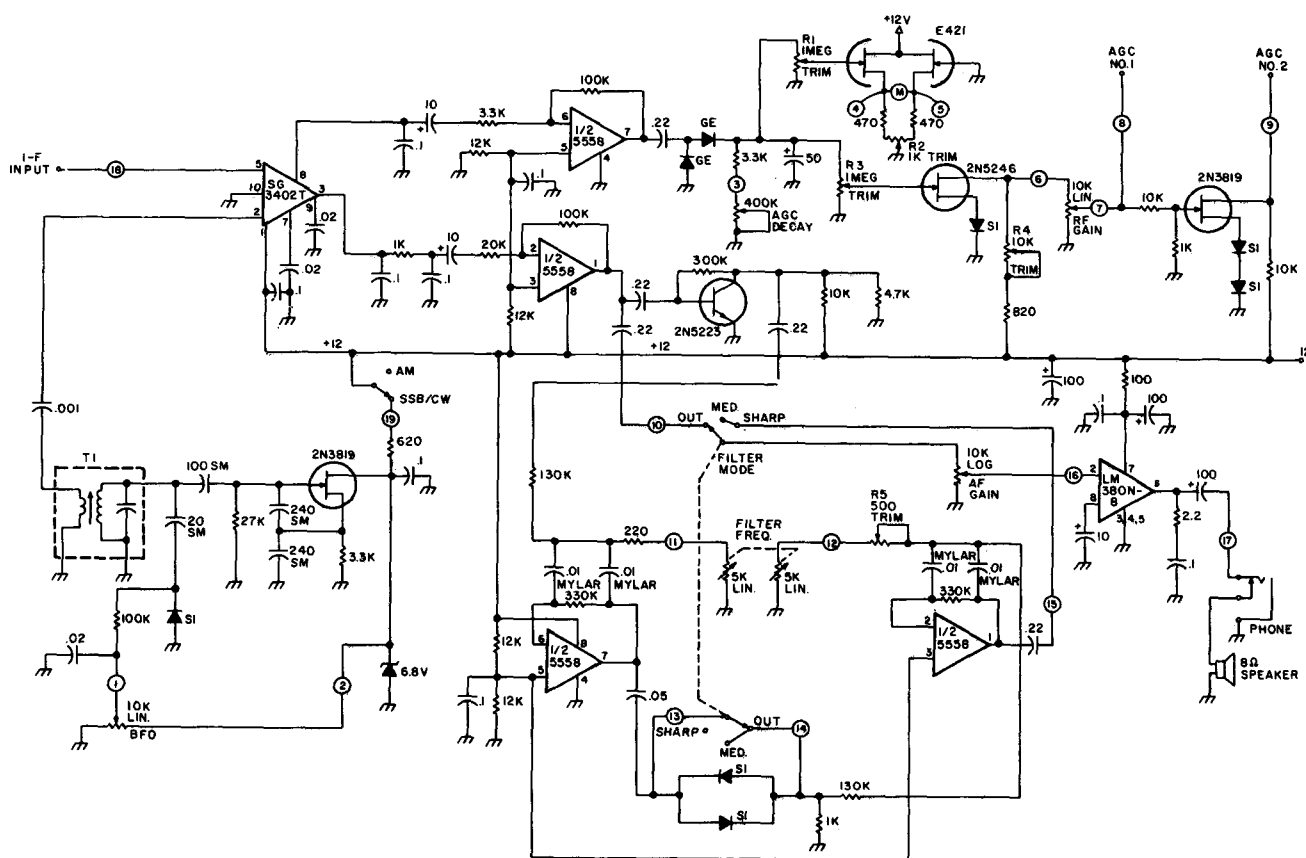 +12V
E421
R1
1MEG
TRIM
AGC
NO.1
AGC
NO.2
100K
10
3.3K
6
1/2
5558
7
5
4
.22
GE
GE
12K
.1
.1
4
M
5
470
470
R2
1K TRIM
8
9
I-F
INPUT
18
5
10
SG
3402T
2
1
7
8
3
9
.02
.02
.1
3.3K
3
400K
AGC
DECAY
50
R3
1MEG
TRIM
2N5246
6
10K
LIN
7
RF
GAIN
10K
2N3819
SI
R4
10K
TRIM
1K
SI
SI
10K
100K
1K
10
20K
2
1/2
5558
1
3
8
.1
.1
12K
300K
.22
2N5223
.22
.22
10K
4.7K
820
+12
+12
12
AM
SSB/CW
19
620
.001
T1
100 SM
2N3819
.1
20
SM
27K
240
SM
240
SM
3.3K
100K
SI
.02
1
2
6.8V
10K
LIN.
BFO
130K
10
OUT
MED.
SHARP
FILTER
MODE
100
.1
100
100
10K
LOG
AF
GAIN
16
2
7
LM
380N-
8
8
6
3,4,5
10
100
2.2
.1
17
PHONE
8Ω
SPEAKER
220
11
FILTER
FREQ.
12
R5
500
TRIM
.01
MYLAR
.01
MYLAR
5K
LIN.
5K
LIN.
MYLAR
.01
.01
MYLAR
330K
330K
12K
6
1/2
5558
8
7
5
4
.1
12K
.05
2
1/2
5558
1
3
.22
15
13
SHARP
OUT
14
MED.
SI
SI
130K
1K